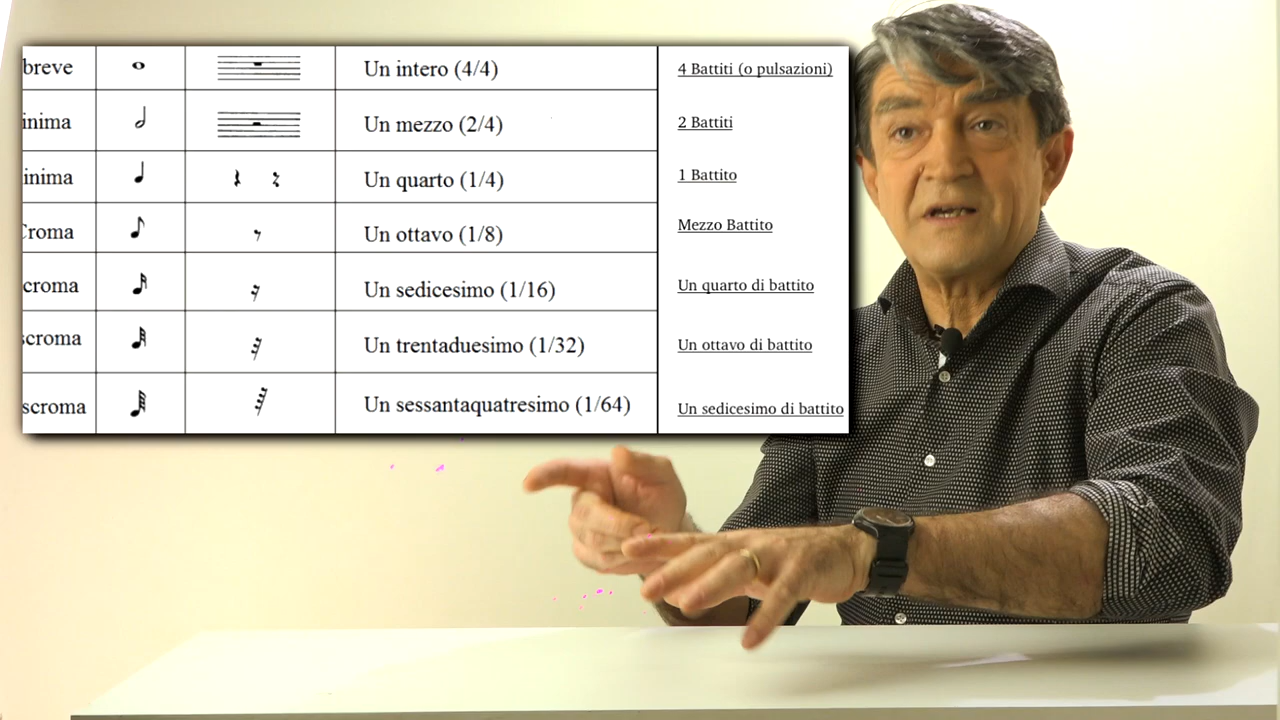 breve Un intero (4/4) 4 Battiti (o pulsazioni)
inima Un mezzo (2/4) 2 Battiti
inima Un quarto (1/4) 1 Battito
Croma Un ottavo (1/8) Mezzo Battito
croma Un sedicesimo (1/16) Un quarto di battito
scroma Un trentaduesimo (1/32) Un ottavo di battito
scroma Un sessantaquatresimo (1/64) Un sedicesimo di battito